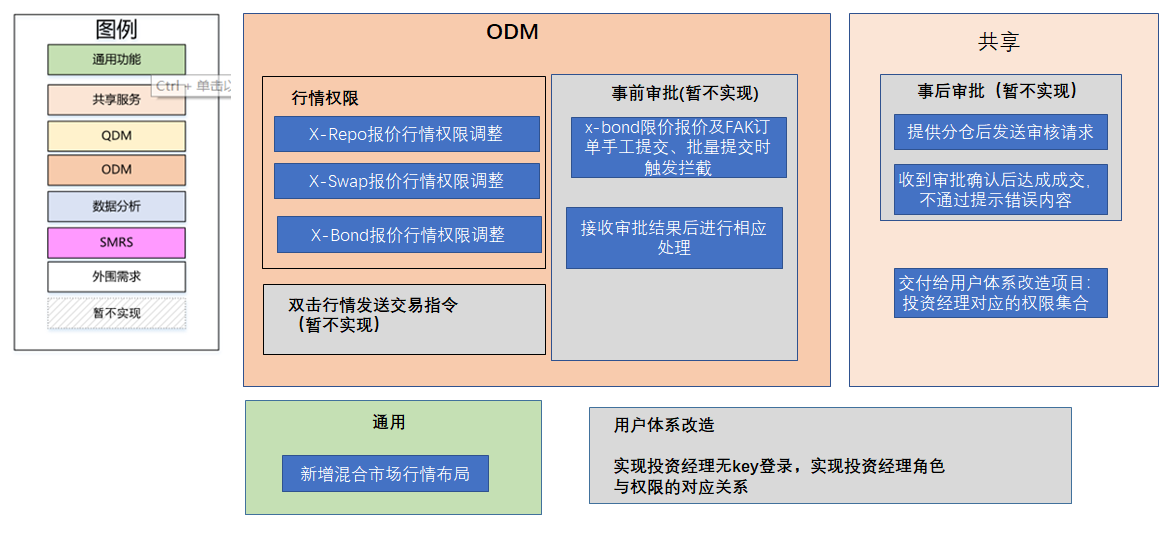 图例
通用功能
Ctrl + 单击以
共享服务
QDM
ODM
数据分析
SMRS
外围需求
暂不实现
ODM
行情权限
X-Repo报价行情权限调整
X-Swap报价行情权限调整
X-Bond报价行情权限调整
双击行情发送交易指令
（暂不实现）
事前审批(暂不实现)
x-bond限价报价及FAK订
单手工提交、批量提交时
触发拦截
接收审批结果后进行相应
处理
共享
事后审批（暂不实现）
提供分仓后发送审核请求
收到审批确认后达成成交,
不通过提示错误内容
交付给用户体系改造项目:
投资经理对应的权限集合
通用
新增混合市场行情布局
用户体系改造
实现投资经理无key登录，实现投资经理角色
与权限的对应关系